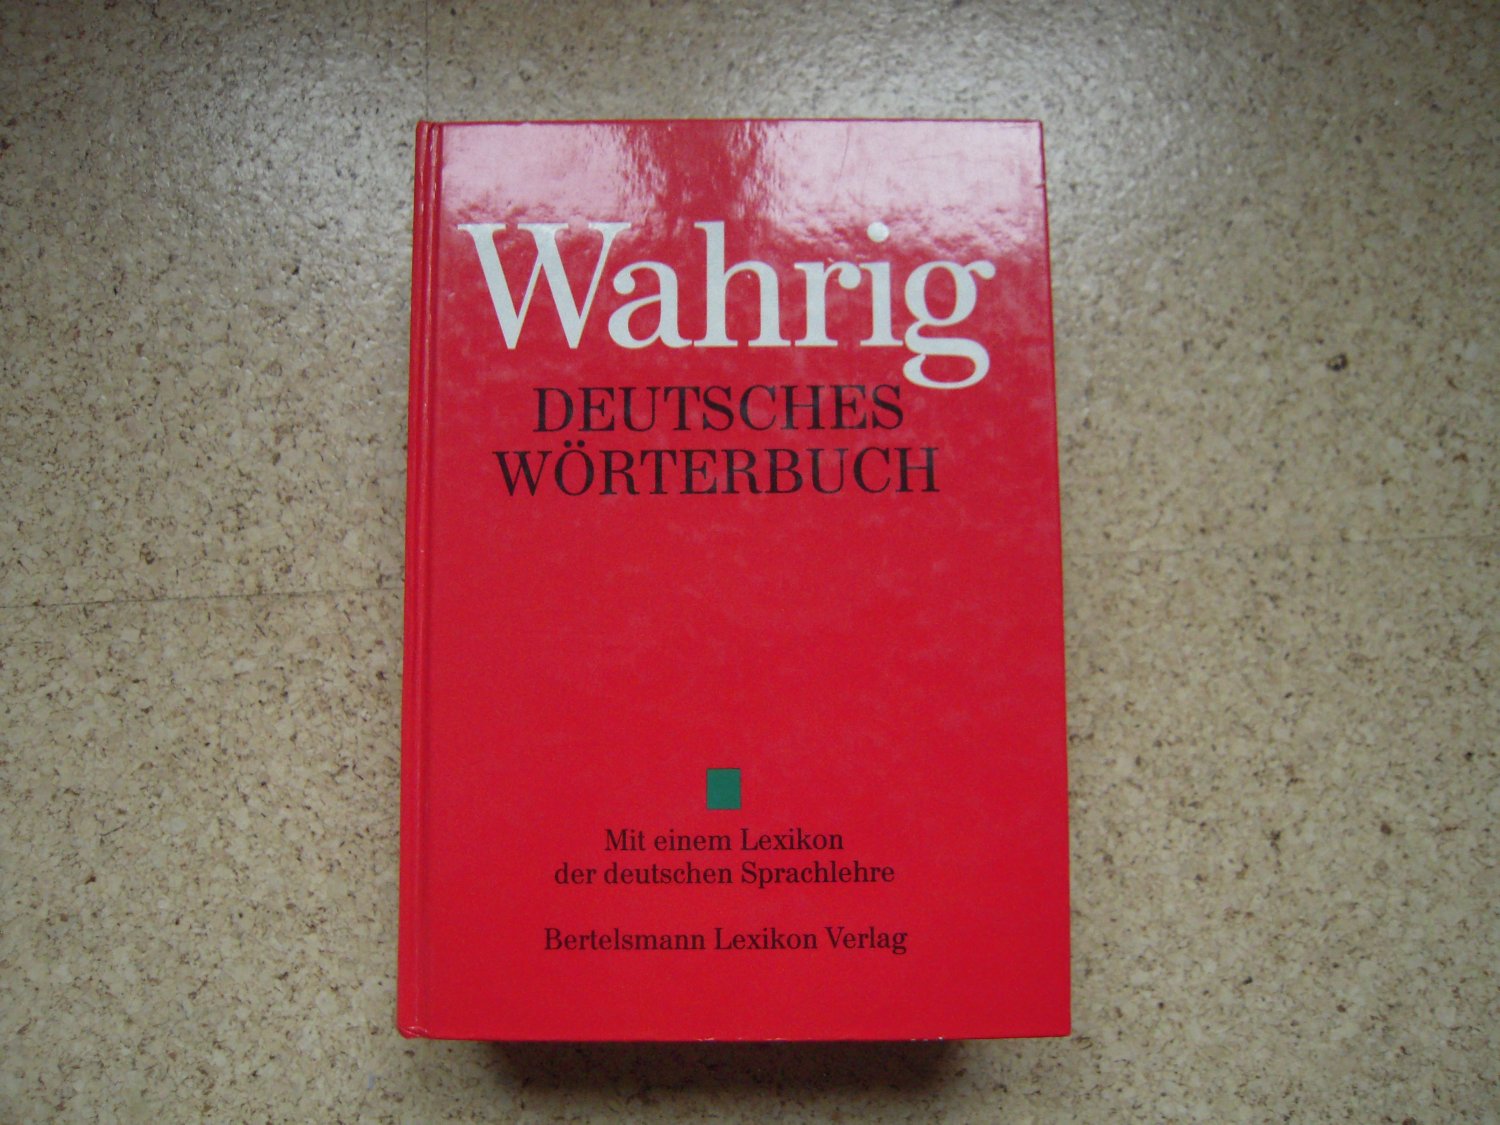 Wahrig
DEUTSCHES
WÖRTERBUCH
Mit einem Lexikon
der deutschen Sprachlehre
Bertelsmann Lexikon Verlag